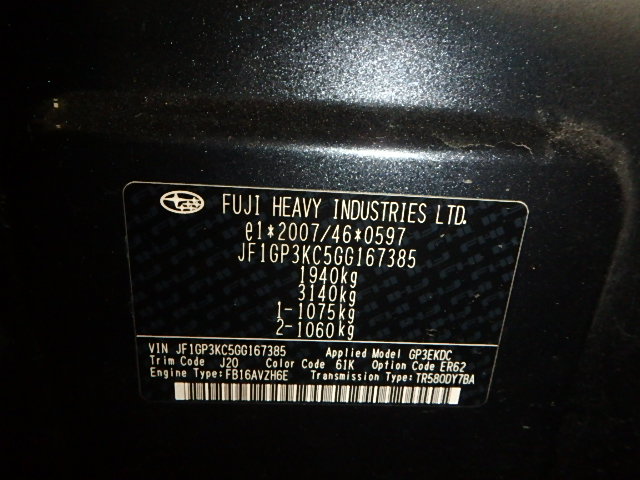 FUJI HEAVY INDUSTRIES LTD.
e1*2007/46*0597
JF1GP3KC5GG167385
1940kg
3140kg
1-1075kg
2-1060kg
VIN JF1GP3KC5GG167385 Applied Model GP3EKDC
Trim Code J20 Color Code 61K Option Code ER62
Engine Type:FB16AVZH6E Transmission Type:TR580DY7BA